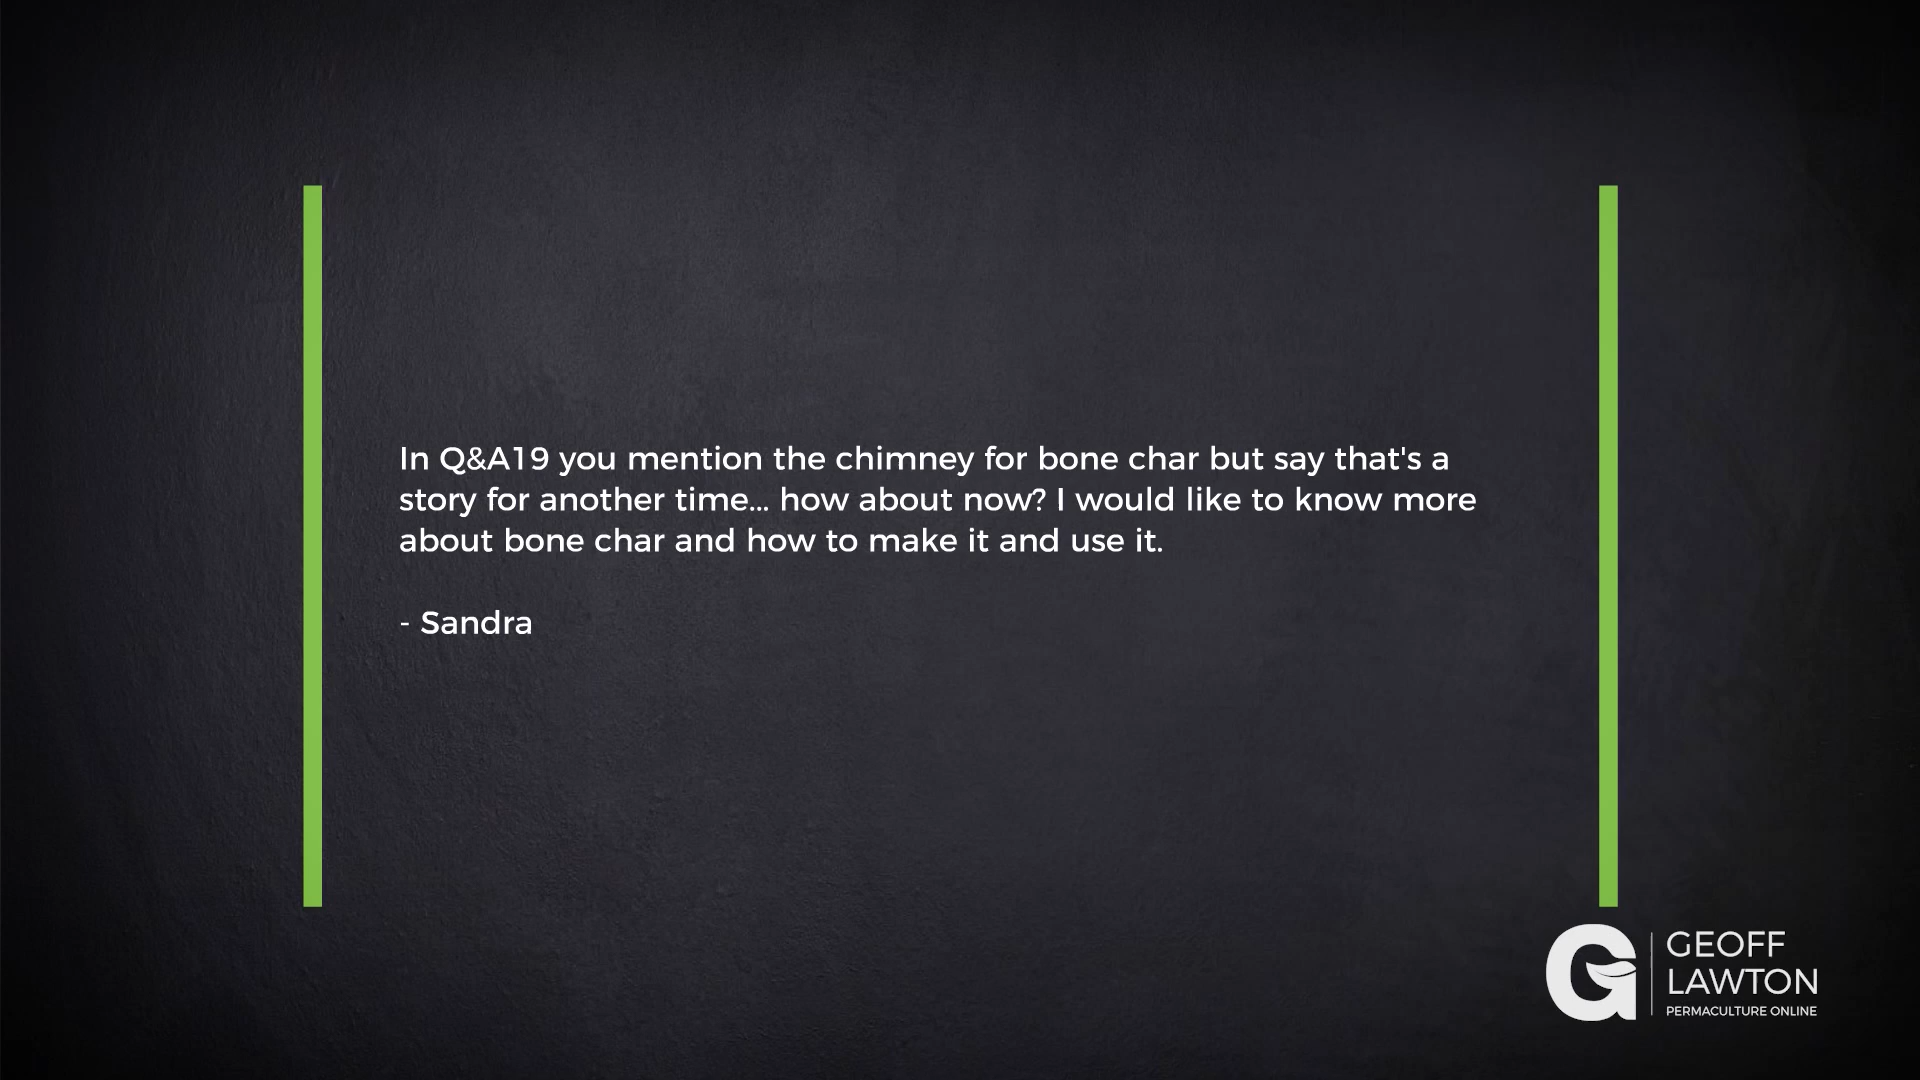 In Q&A19 you mention the chimney for bone char but say that's a
story for another time... how about now? I would like to know more
about bone char and how to make it and use it.
- Sandra
GEOFF
LAWTON
PERMACULTURE ONLINE